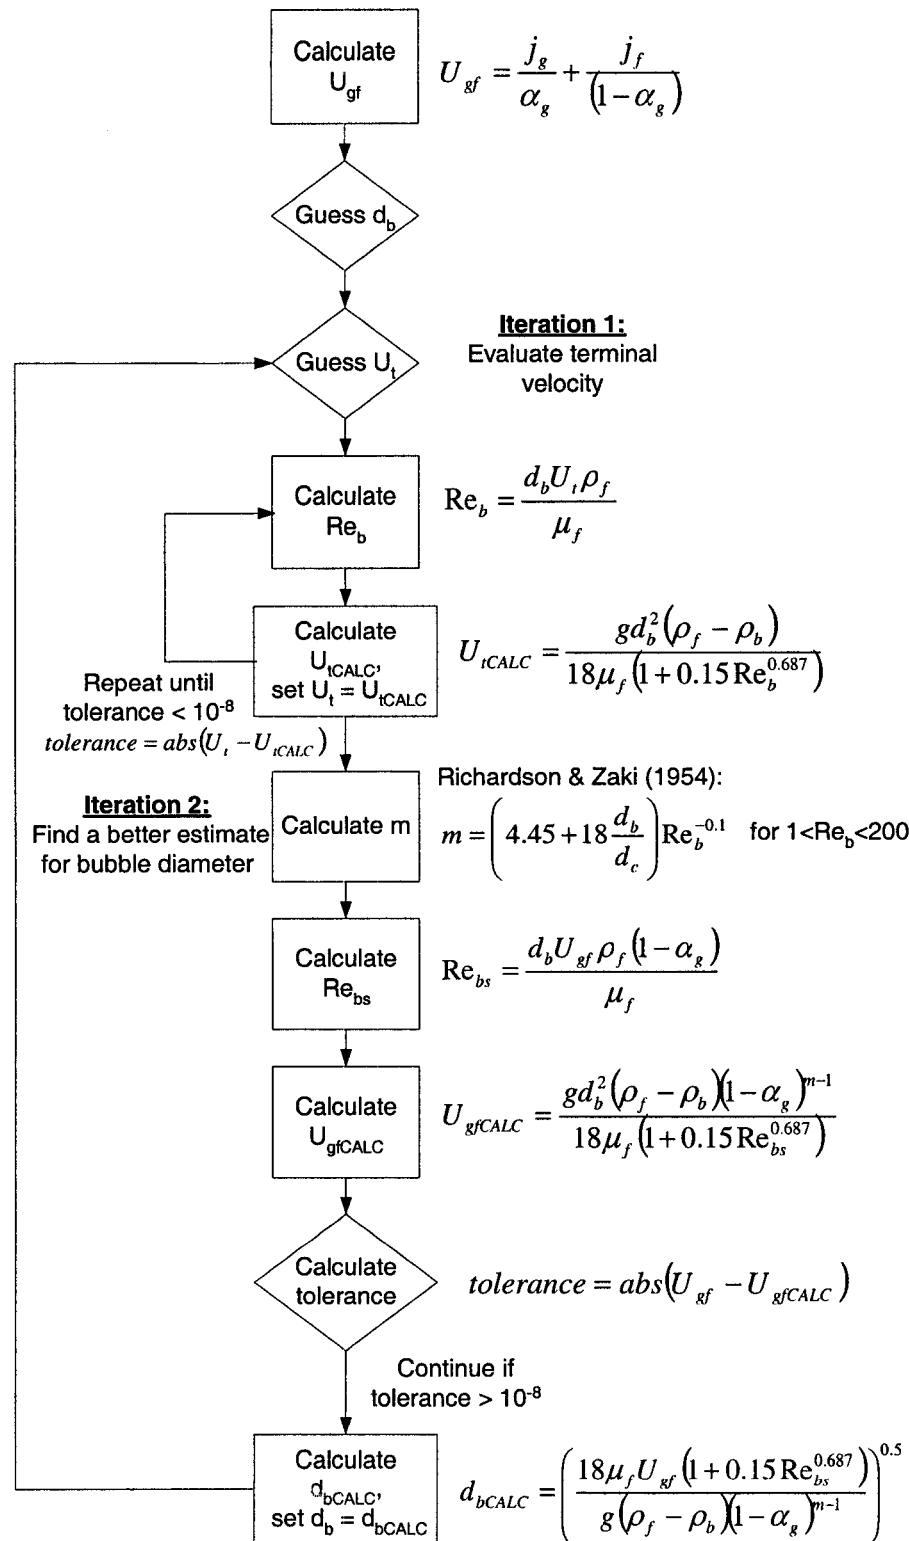 Calculate
U_gf
U_gf = j_g / α_g + j_f / (1 − α_g)
Guess d_b
Guess U_t
Iteration 1:
Evaluate terminal
velocity
Calculate
Re_b
Re_b = d_b U_t ρ_f / μ_f
Calculate
U_tCALC,
set U_t = U_tCALC
U_tCALC = g d_b^2 (ρ_f − ρ_b) / 18μ_f (1 + 0.15 Re_b^0.687)
Repeat until
tolerance < 10^-8
tolerance = abs(U_t − U_tCALC)
Iteration 2:
Find a better estimate
for bubble diameter
Calculate m
Richardson & Zaki (1954):
m = (4.45 + 18 d_b / d_c) Re_b^-0.1 for 1<Re_b<200
Calculate
Re_bs
Re_bs = d_b U_gf ρ_f (1 − α_g) / μ_f
Calculate
U_gfCALC
U_gfCALC = g d_b^2 (ρ_f − ρ_b)(1 − α_g)^m−1 / 18μ_f (1 + 0.15 Re_bs^0.687)
Calculate
tolerance
tolerance = abs(U_gf − U_gfCALC)
Continue if
tolerance > 10^-8
Calculate
d_bCALC,
set d_b = d_bCALC
d_bCALC = (18μ_f U_gf (1 + 0.15 Re_bs^0.687) / g(ρ_f − ρ_b)(1 − α_g)^m−1)^0.5